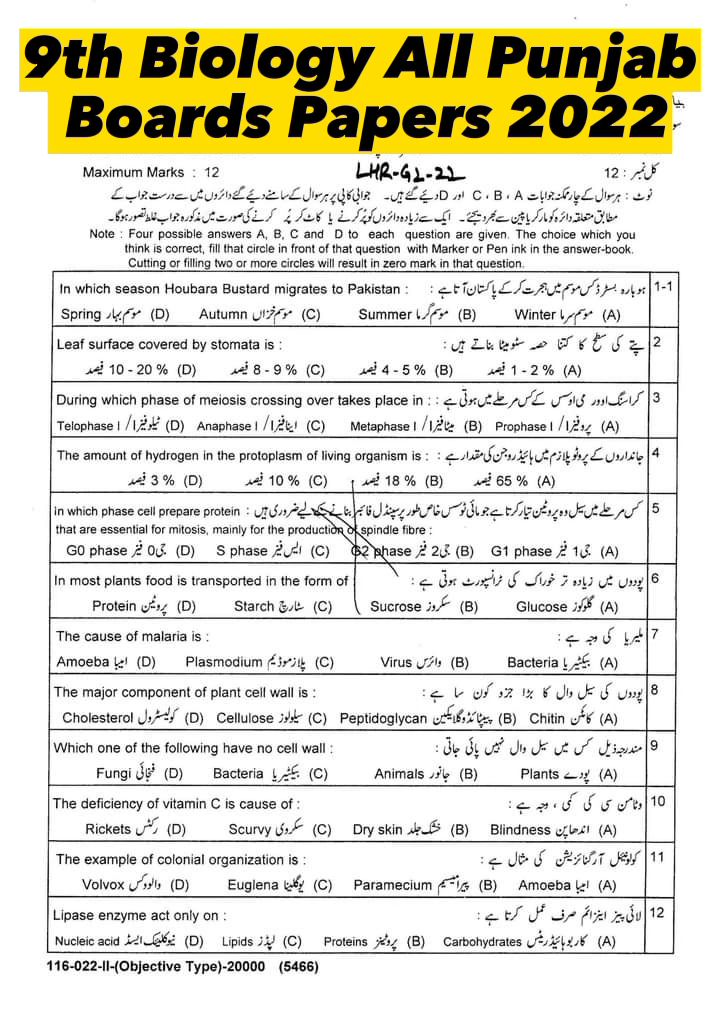 9th Biology All Punjab
Boards Papers 2022
Maximum Marks : 12 LHR-G1-22 کل نمبر : 12
نوٹ : ہر سوال کے چار ممکنہ جوابات C ، B ، A اور D دیئے گئے ہیں۔ جوابی کاپی پر ہر سوال کے سامنے دیئے گئے دائروں میں سے درست جواب کے
مطابق متعلقہ دائرہ کو مارکر یا پین سے بھر دیجئے۔ ایک سے زیادہ دائروں کو پُر کرنے یا کاٹ کر پُر کرنے کی صورت میں مذکورہ جواب غلط تصور ہو گا۔
Note : Four possible answers A, B, C and D to each question are given. The choice which you
think is correct, fill that circle in front of that question with Marker or Pen ink in the answer-book.
Cutting or filling two or more circles will result in zero mark in that question.
In which season Houbara Bustard migrates to Pakistan : ہوبارہ بسٹرڈ کس موسم میں ہجرت کر کے پاکستان آتا ہے : 1-1
Spring موسم بہار (D) Autumn موسم خزاں (C) Summer موسم گرما (B) Winter موسم سرما (A)
Leaf surface covered by stomata is : پتے کی سطح کا کتنا حصہ سٹومیٹا بناتے ہیں : 2
10 - 20 % فیصد (D) 8 - 9 % فیصد (C) 4 - 5 % فیصد (B) 1 - 2 % فیصد (A)
During which phase of meiosis crossing over takes place in : کراسنگ اوور می اوسس کے کس مرحلے میں ہوتی ہے : 3
Telophase I / ٹیلوفیز I (D) Anaphase I / اینافیز I (C) Metaphase I / میٹافیز I (B) Prophase I / پروفیز I (A)
The amount of hydrogen in the protoplasm of living organism is : جانداروں کے پروٹوپلازم میں ہائیڈروجن کی مقدار ہے : 4
3 % فیصد (D) 10 % فیصد (C) 18 % فیصد (B) 65 % فیصد (A)
In which phase cell prepare protein : کس مرحلے میں سیل وہ پروٹین تیار کرتا ہے جو مائی ٹوسس خاص طور پر سپنڈل فائبر بنانے کے لیے ضروری ہیں : 5
that are essential for mitosis, mainly for the production of spindle fibre :
G0 phase جی 0 فیز (D) S phase ایس فیز (C) G2 phase جی 2 فیز (B) G1 phase جی 1 فیز (A)
In most plants food is transported in the form of پودوں میں زیادہ تر خوراک کی ٹرانسپورٹ ہوتی ہے : 6
Protein پروٹین (D) Starch سٹارچ (C) Sucrose سکروز (B) Glucose گلوکوز (A)
The cause of malaria is : ملیریا کی وجہ ہے : 7
Amoeba امیبا (D) Plasmodium پلازموڈیم (C) Virus وائرس (B) Bacteria بیکٹیریا (A)
The major component of plant cell wall is : پودوں کی سیل وال کا بڑا جزو کون سا ہے : 8
Cholesterol کولیسٹرول (D) Cellulose سیلولوز (C) Peptidoglycan پیپٹائڈوگلائیکین (B) Chitin کائٹن (A)
Which one of the following have no cell wall : مندرجہ ذیل کس میں سیل وال نہیں پائی جاتی : 9
Fungi فنجائی (D) Bacteria بیکٹیریا (C) Animals جانور (B) Plants پودے (A)
The deficiency of vitamin C is cause of : وٹامن سی کی کمی ، وجہ ہے : 10
Rickets رکٹس (D) Scurvy سکروی (C) Dry skin خشک جلد (B) Blindness اندھاپن (A)
The example of colonial organization is : کولونیئل آرگنائزیشن کی مثال ہے : 11
Volvox والووکس (D) Euglena یوگلینا (C) Paramecium پیرامیسیم (B) Amoeba امیبا (A)
Lipase enzyme act only on : لائی پیز اینزائم صرف عمل کرتا ہے : 12
Nucleic acid نیوکلیئک ایسڈ (D) Lipids لپڈز (C) Proteins پروٹینز (B) Carbohydrates کاربوہائیڈریٹس (A)
116-022-II-(Objective Type)-20000 (5466)